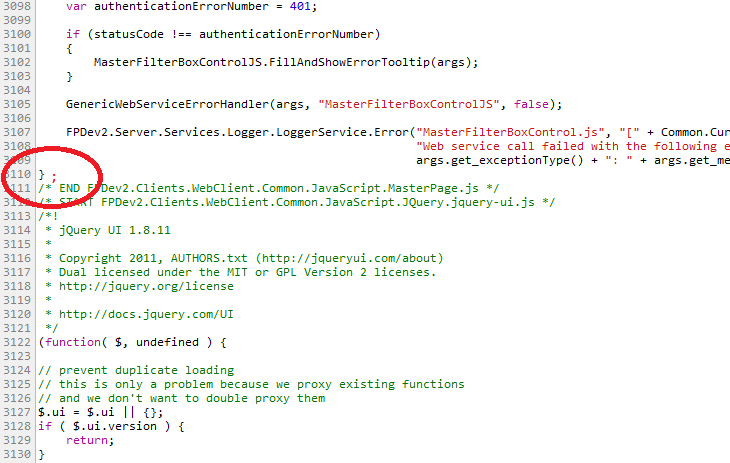 3098 var authenticationErrorNumber = 401;
3099
3100 if (statusCode !== authenticationErrorNumber)
3101 {
3102 MasterFilterBoxControlJS.FillAndShowErrorTooltip(args);
3103 }
3104
3105 GenericWebServiceErrorHandler(args, "MasterFilterBoxControlJS", false);
3106
3107 FPDev2.Server.Services.Logger.LoggerService.Error("MasterFilterBoxControl.js", "[" + Common.Cur
3108 "Web service call failed with the following e
3109 args.get_exceptionType() + ": " + args.get_me
3110 } ;
3111 /* END FPDev2.Clients.WebClient.Common.JavaScript.MasterPage.js */
3112 /* START FPDev2.Clients.WebClient.Common.JavaScript.JQuery.jquery-ui.js */
3113 /*!
3114 * jQuery UI 1.8.11
3115 *
3116 * Copyright 2011, AUTHORS.txt (http://jqueryui.com/about)
3117 * Dual licensed under the MIT or GPL Version 2 licenses.
3118 * http://jquery.org/license
3119 *
3120 * http://docs.jquery.com/UI
3121 */
3122 (function( $, undefined ) {
3123
3124 // prevent duplicate loading
3125 // this is only a problem because we proxy existing functions
3126 // and we don't want to double proxy them
3127 $.ui = $.ui || {};
3128 if ( $.ui.version ) {
3129 return;
3130 }